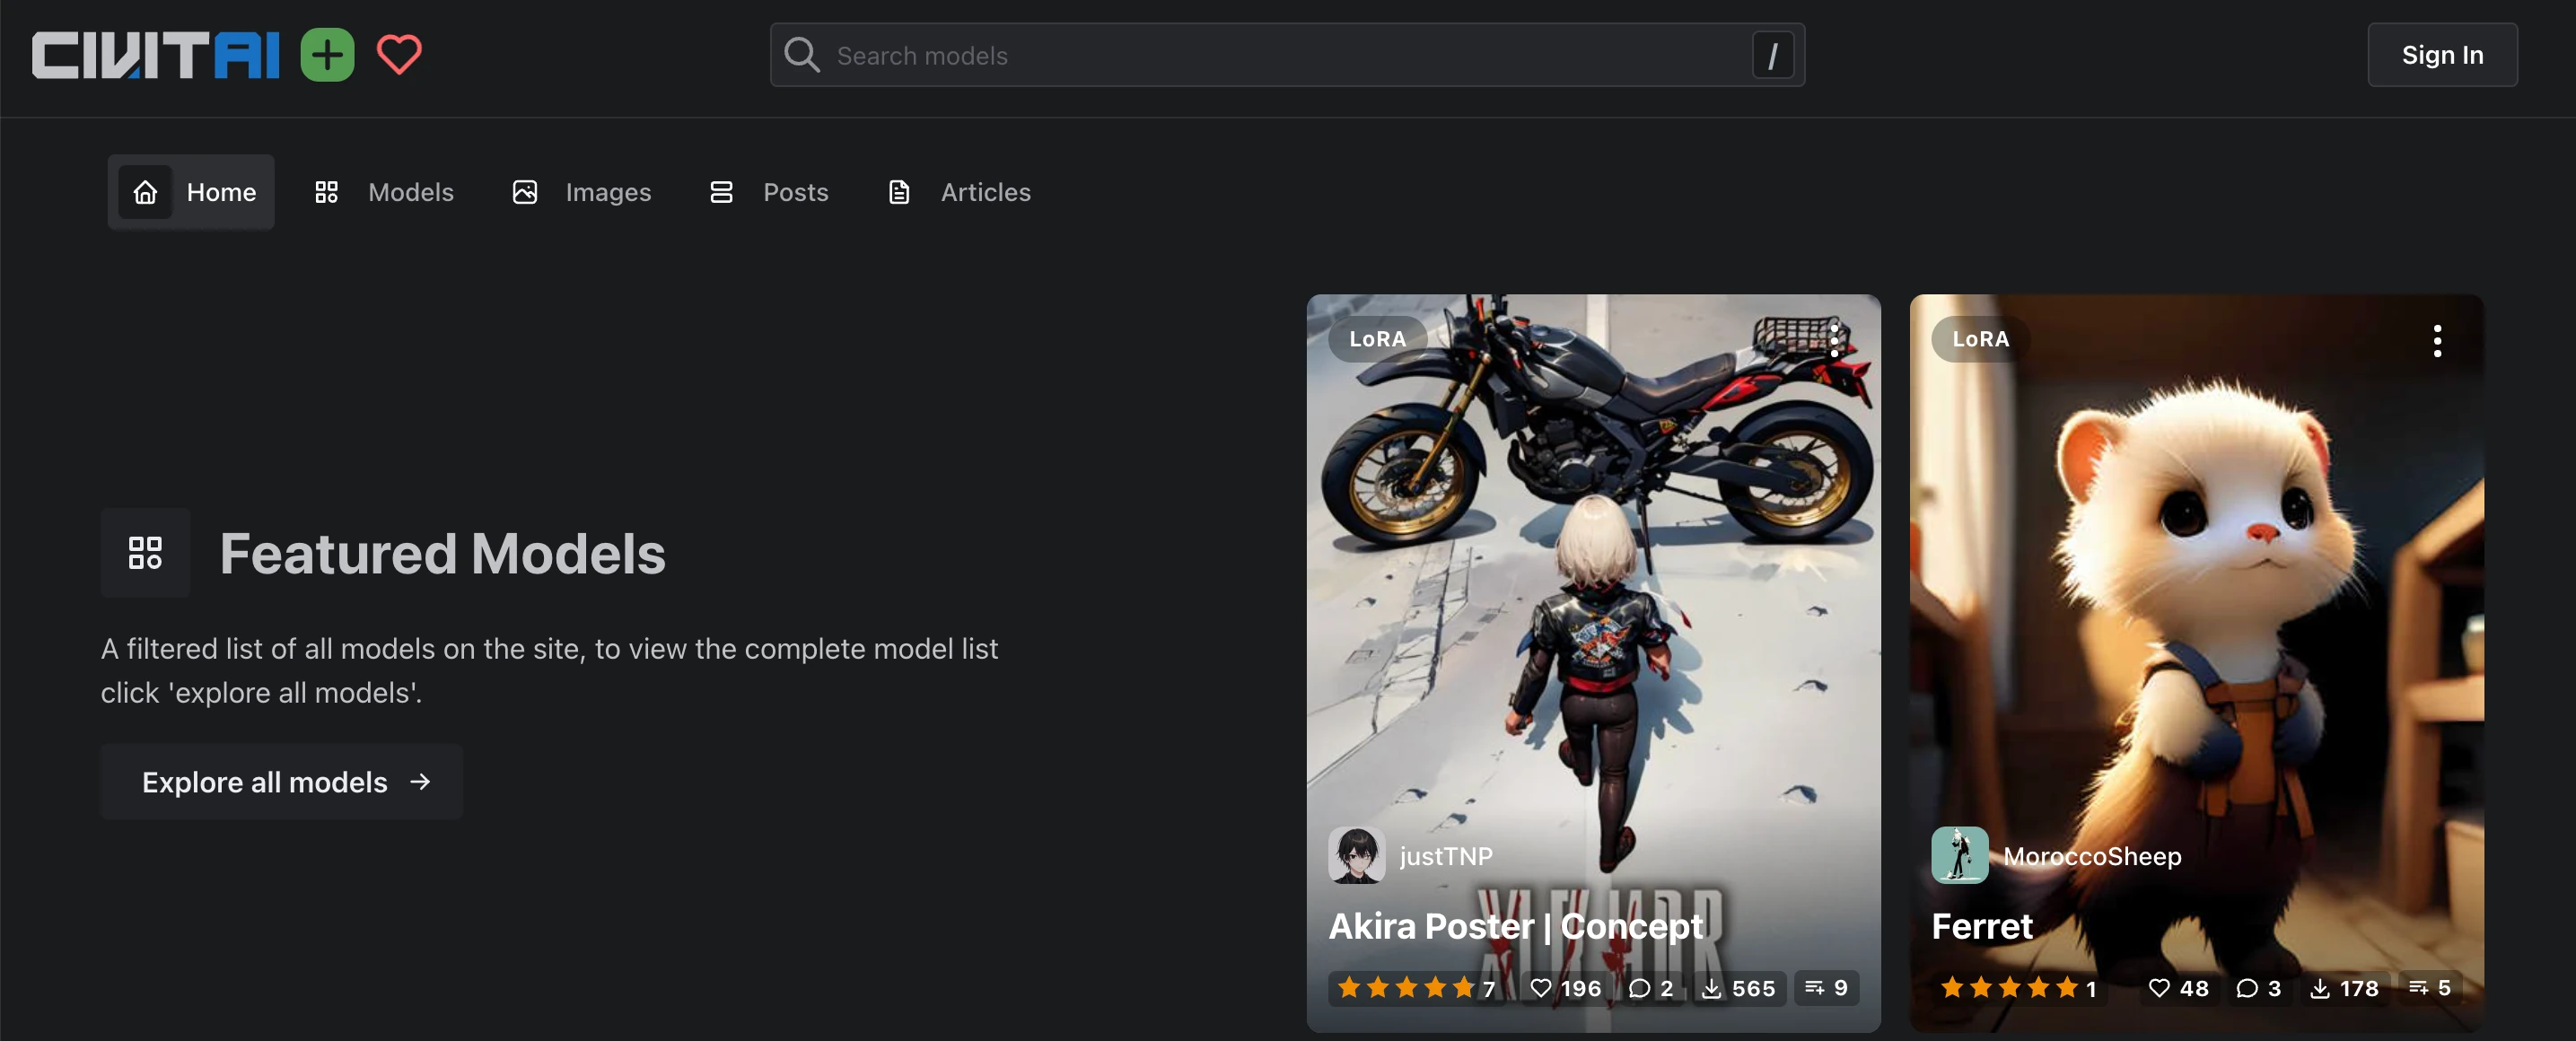 CIVITAI
Search models
/
Sign In
Home
Models
Images
Posts
Articles
Featured Models
A filtered list of all models on the site, to view the complete model list
click 'explore all models'.
Explore all models
LoRA
justTNP
Akira Poster | Concept
7 196 2 565 9
LoRA
MoroccoSheep
Ferret
1 48 3 178 5